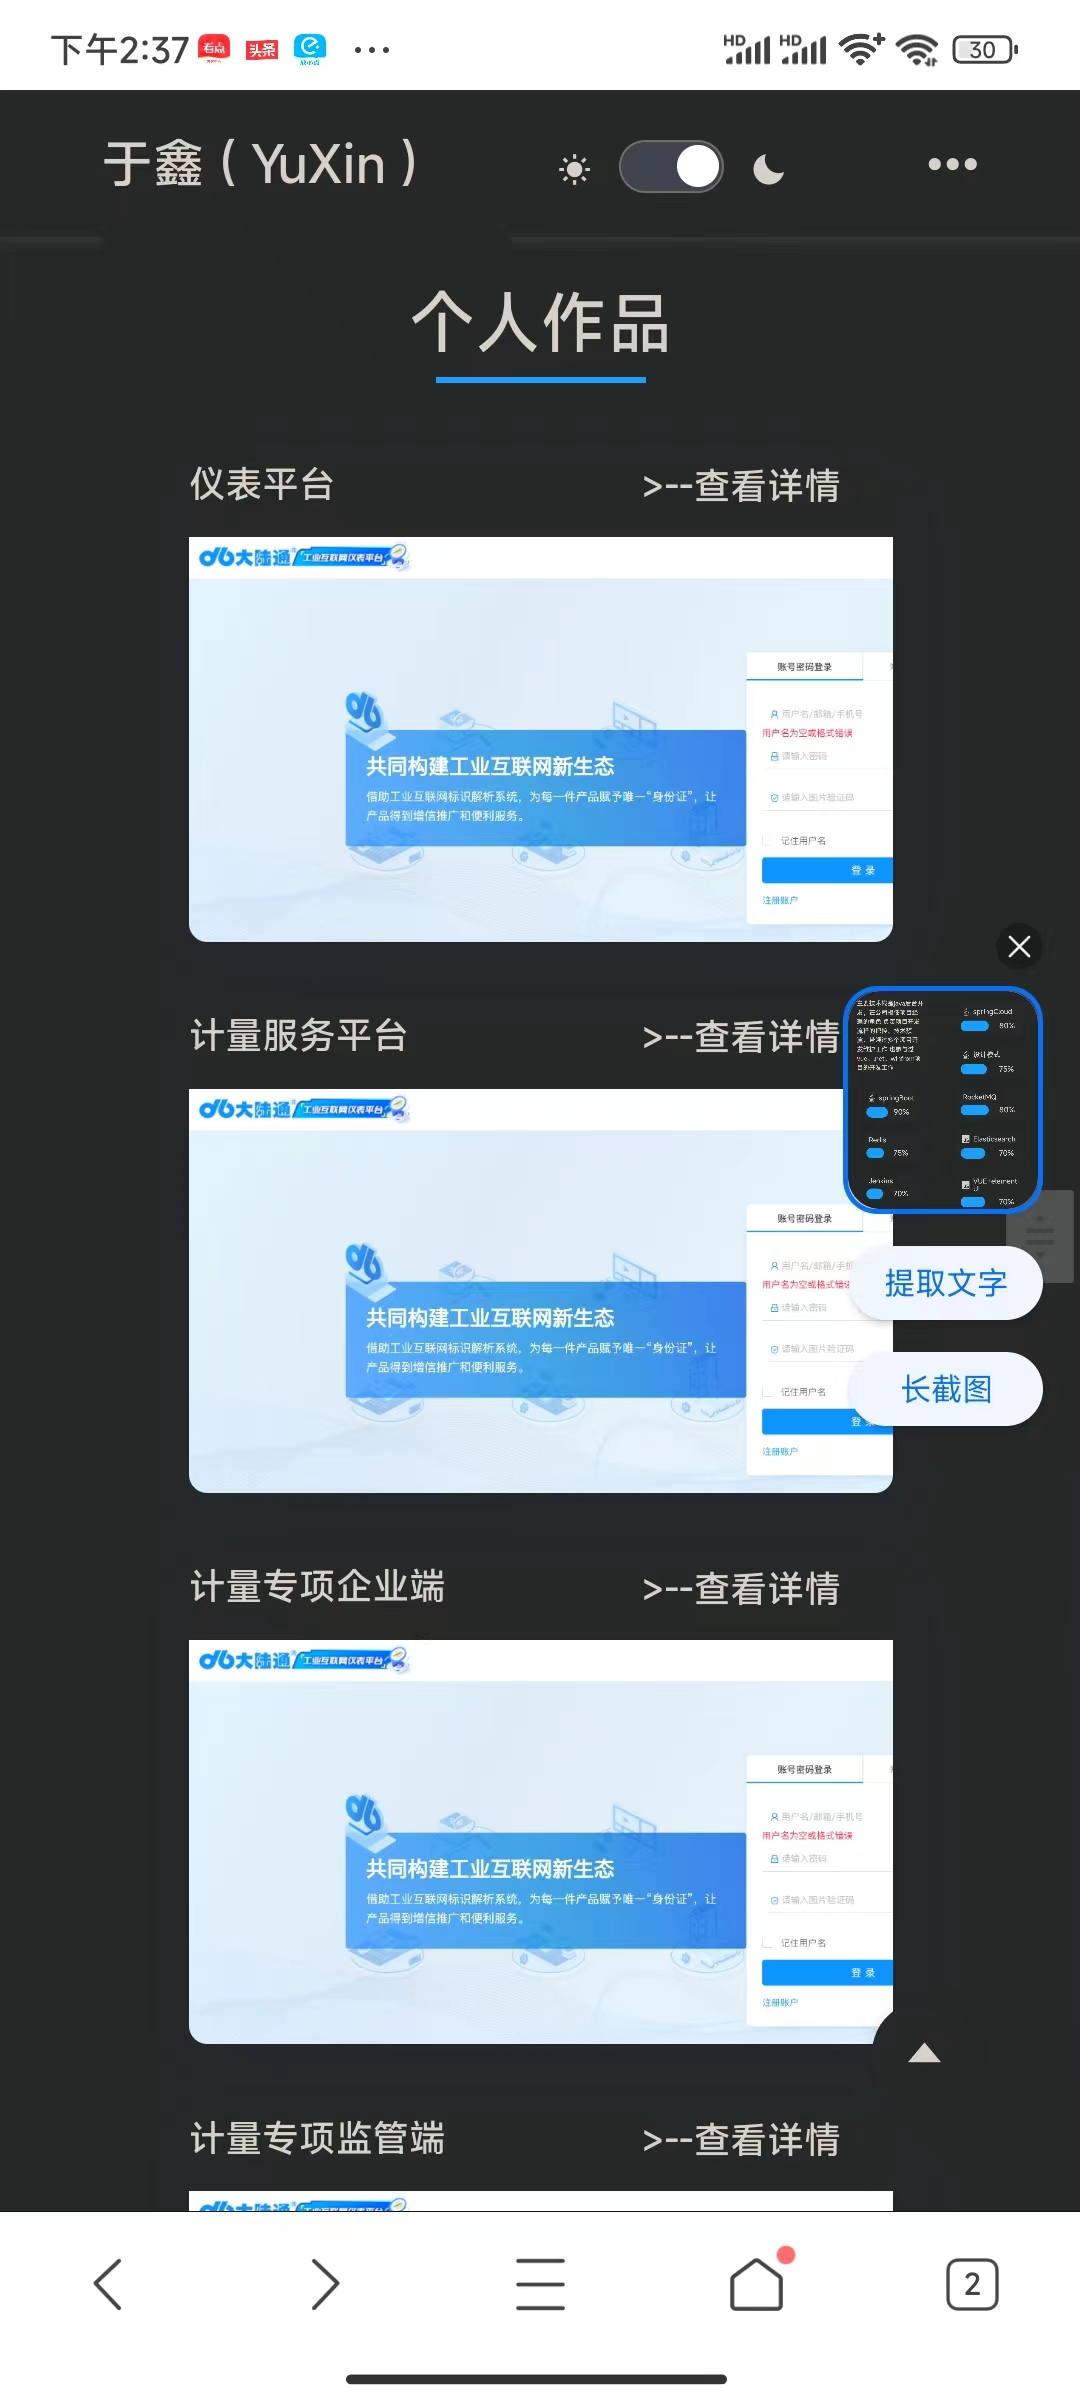 下午2:37
看点
头条
HD
HD
30
于鑫（YuXin）
个人作品
仪表平台
>--查看详情
大陆通
工业互联网仪表平台
账号密码登录
用户名/邮箱/手机号
用户名为空或格式错误
请输入密码
共同构建工业互联网新生态
借助工业互联网标识解析系统，为每一件产品赋予唯一“身份证”，让
产品得到增信推广和便利服务。
请输入图片验证码
记住用户名
登 录
注册账户
计量服务平台
>--查看详情
大陆通
工业互联网仪表平台
springCloud
80%
设计模式
75%
springBoot
90%
RocketMQ
80%
Redis
75%
Elasticsearch
70%
Jenkins
70%
VUE+element
UI
70%
账号密码登录
用户名/邮箱/手机
用户名为空或格式错误
请输入密码
共同构建工业互联网新生态
借助工业互联网标识解析系统，为每一件产品赋予唯一“身份证”，让
产品得到增信推广和便利服务。
请输入图片验证码
记住用户名
登
注册账户
提取文字
长截图
计量专项企业端
>--查看详情
大陆通
工业互联网仪表平台
账号密码登录
用户名/邮箱/手机号
用户名为空或格式错误
请输入密码
共同构建工业互联网新生态
借助工业互联网标识解析系统，为每一件产品赋予唯一“身份证”，让
产品得到增信推广和便利服务。
请输入图片验证码
记住用户名
登 录
注册账户
计量专项监管端
>--查看详情
2